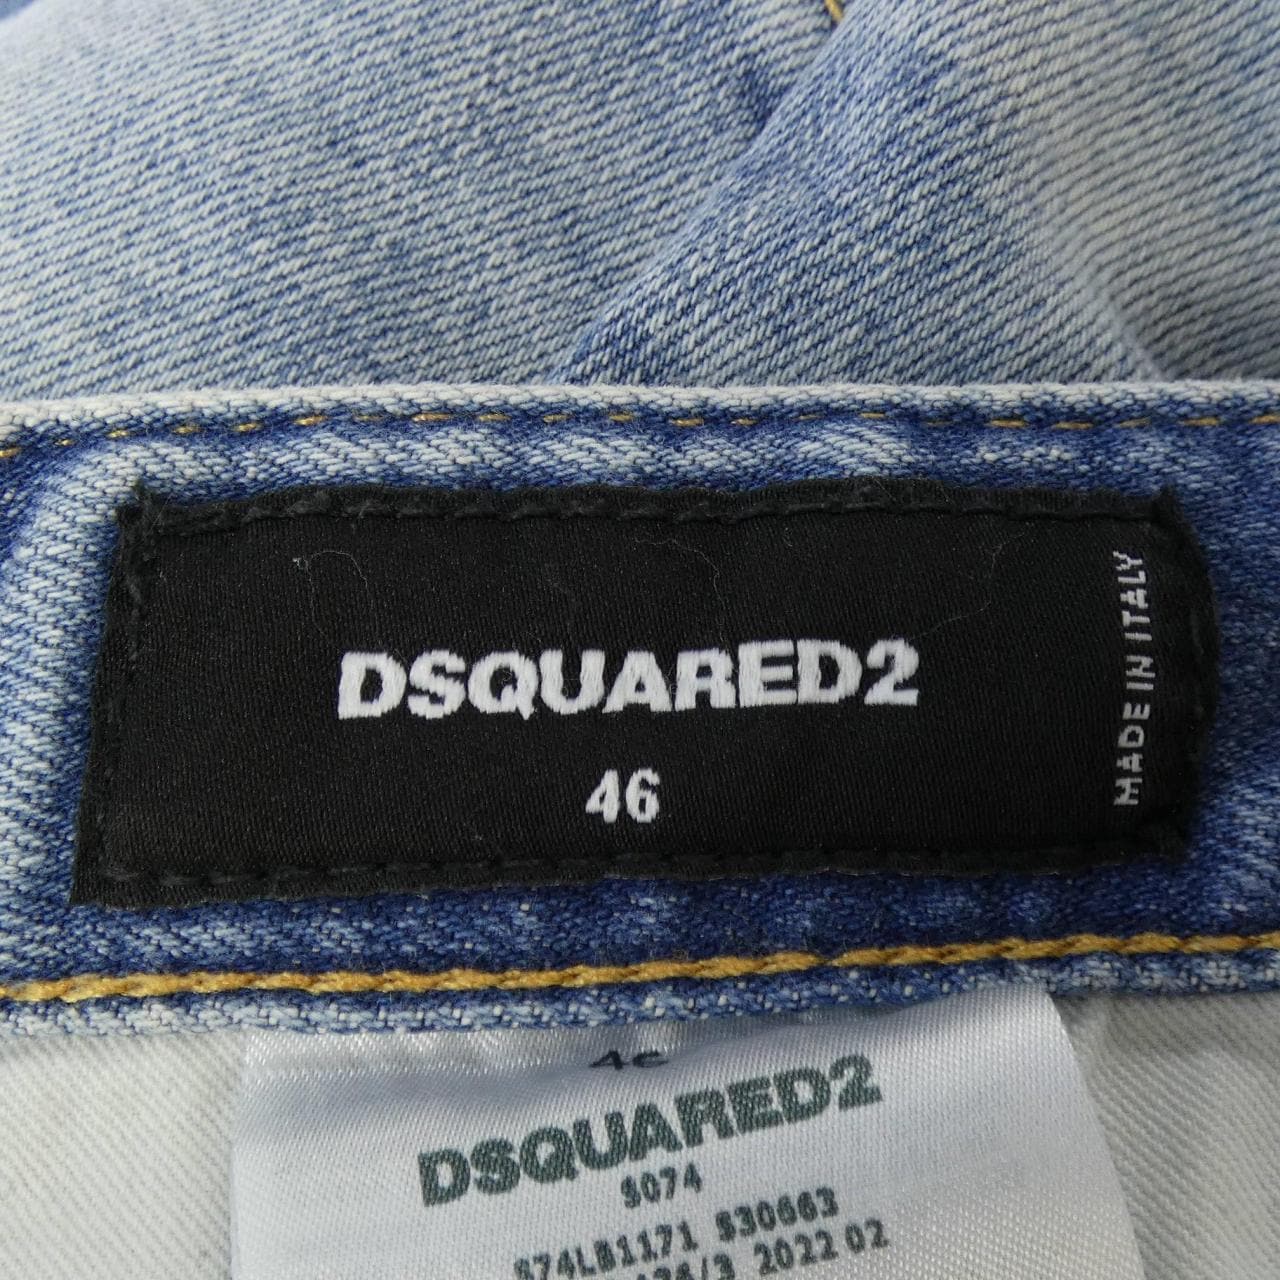 DSQUARED2
46
MADE IN ITALY
DSQUARED2
S074
S74LB1171 S30663
2022 02